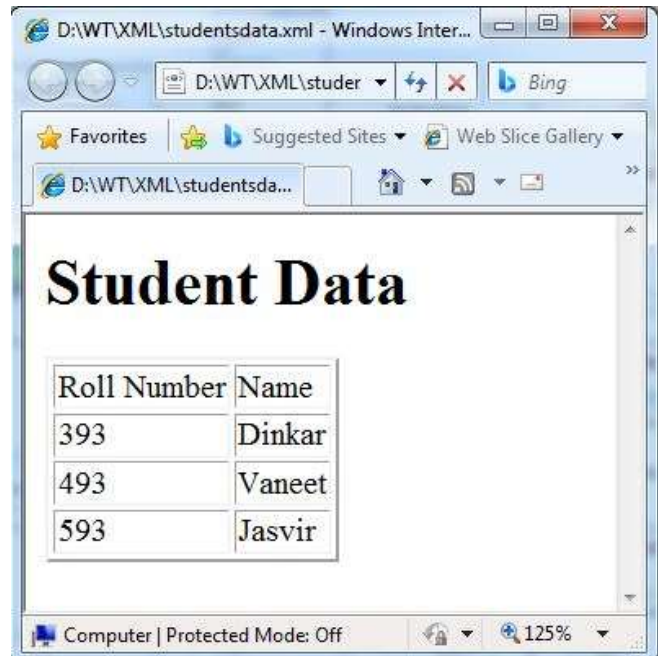 D:\WT\XML\studentsdata.xml - Windows Inter...
D:\WT\XML\studer
Bing
Favorites Suggested Sites Web Slice Gallery
D:\WT\XML\studentsda...
Student Data
Roll Number Name
393 Dinkar
493 Vaneet
593 Jasvir
Computer | Protected Mode: Off 125%